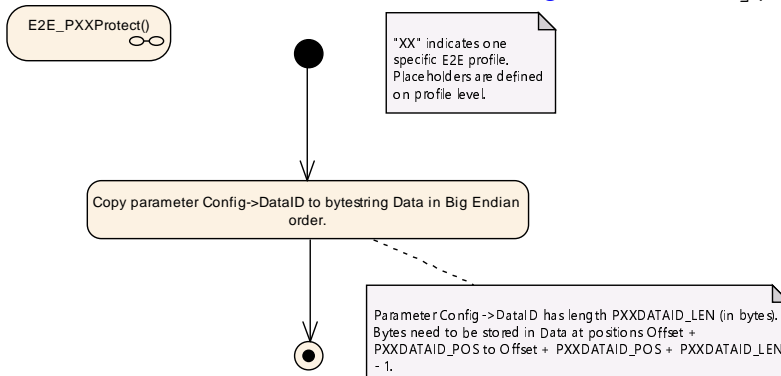 E2E_PXXProtect()
"XX" indicates one
specific E2E profile.
Placeholders are defined
on profile level.
Copy parameter Config->DataID to bytestring Data in Big Endian
order.
Parameter Config->DataID has length PXXDATAID_LEN (in bytes).
Bytes need to be stored in Data at positions Offset +
PXXDATAID_POS to Offset + PXXDATAID_POS + PXXDATAID_LEN
- 1.